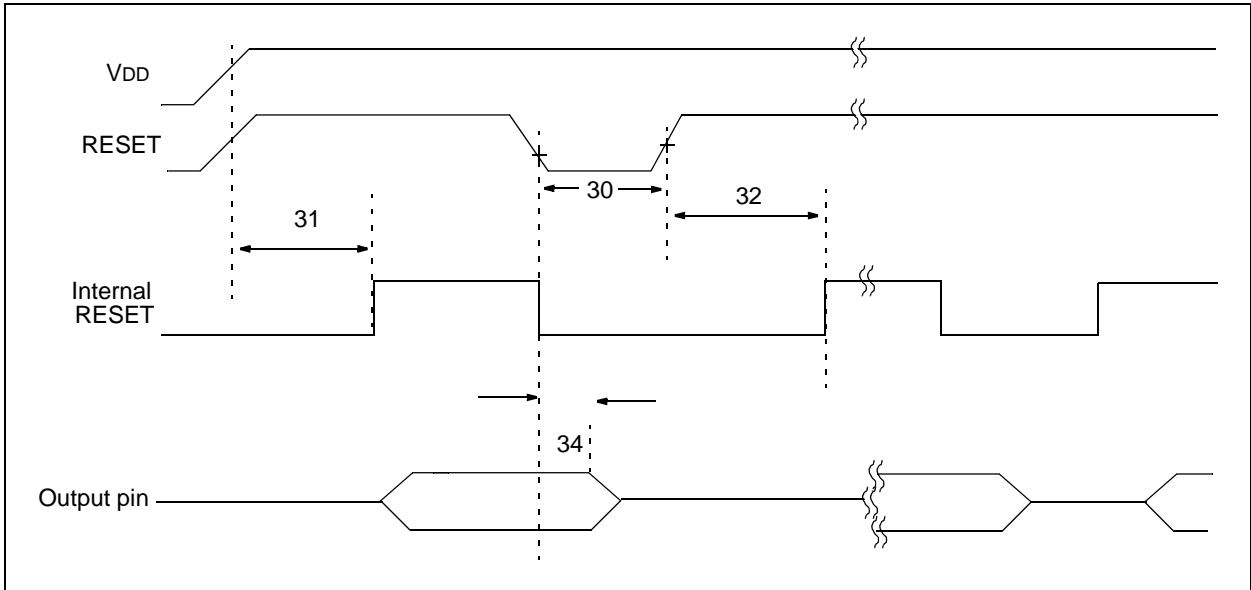 VDD
RESET
30
32
31
Internal
RESET
34
Output pin